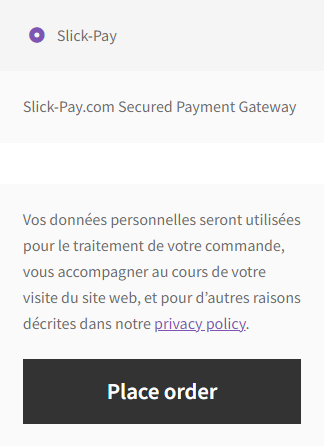 Slick-Pay
Slick-Pay.com Secured Payment Gateway
Vos données personnelles seront utilisées
pour le traitement de votre commande,
vous accompagner au cours de votre
visite du site web, et pour d’autres raisons
décrites dans notre privacy policy.
Place order